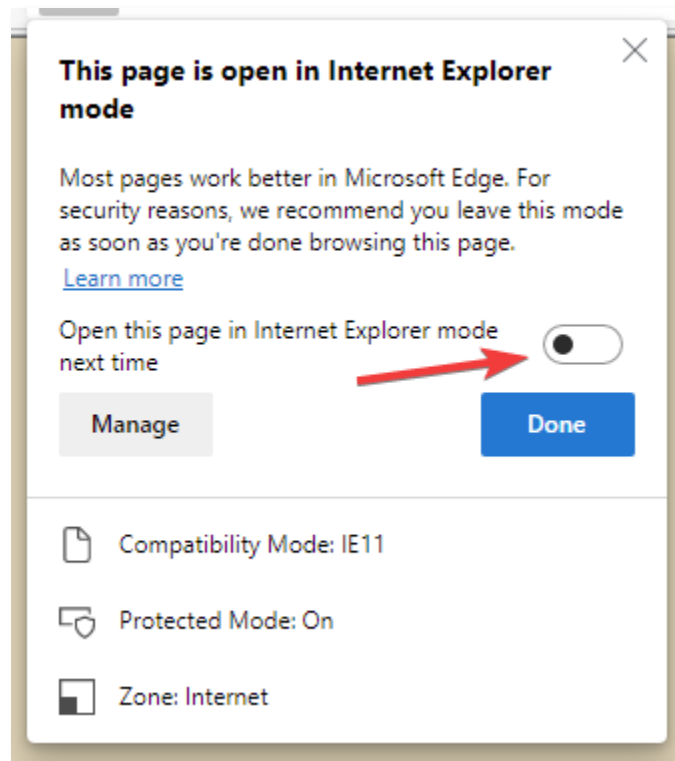 This page is open in Internet Explorer
mode
Most pages work better in Microsoft Edge. For
security reasons, we recommend you leave this mode
as soon as you're done browsing this page.
Learn more
Open this page in Internet Explorer mode
next time
Manage
Done
Compatibility Mode: IE11
Protected Mode: On
Zone: Internet